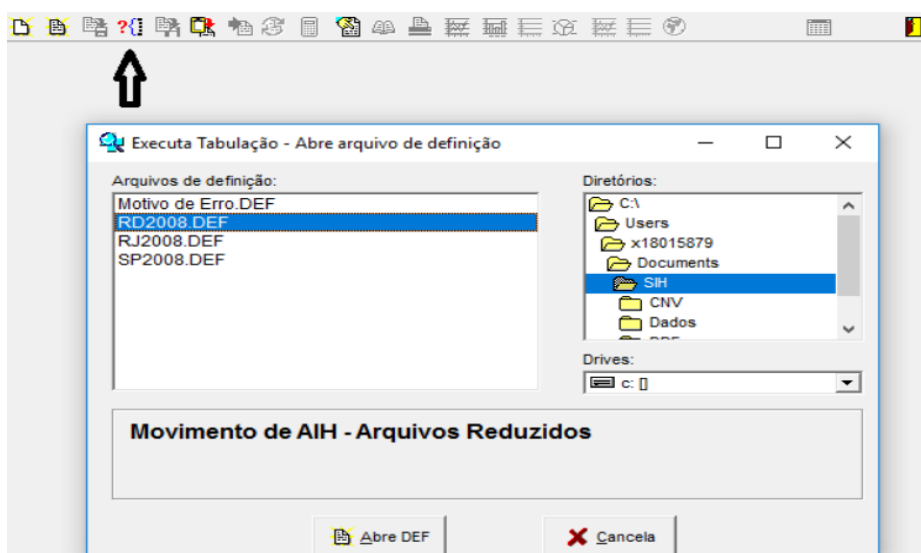 ?{}
Executa Tabulação - Abre arquivo de definição
Arquivos de definição:
Motivo de Erro.DEF
RD2008.DEF
RJ2008.DEF
SP2008.DEF
Diretórios:
C:\
Users
x18015879
Documents
SIH
CNV
Dados
Drives:
c: []
Movimento de AIH - Arquivos Reduzidos
Abre DEF
Cancela